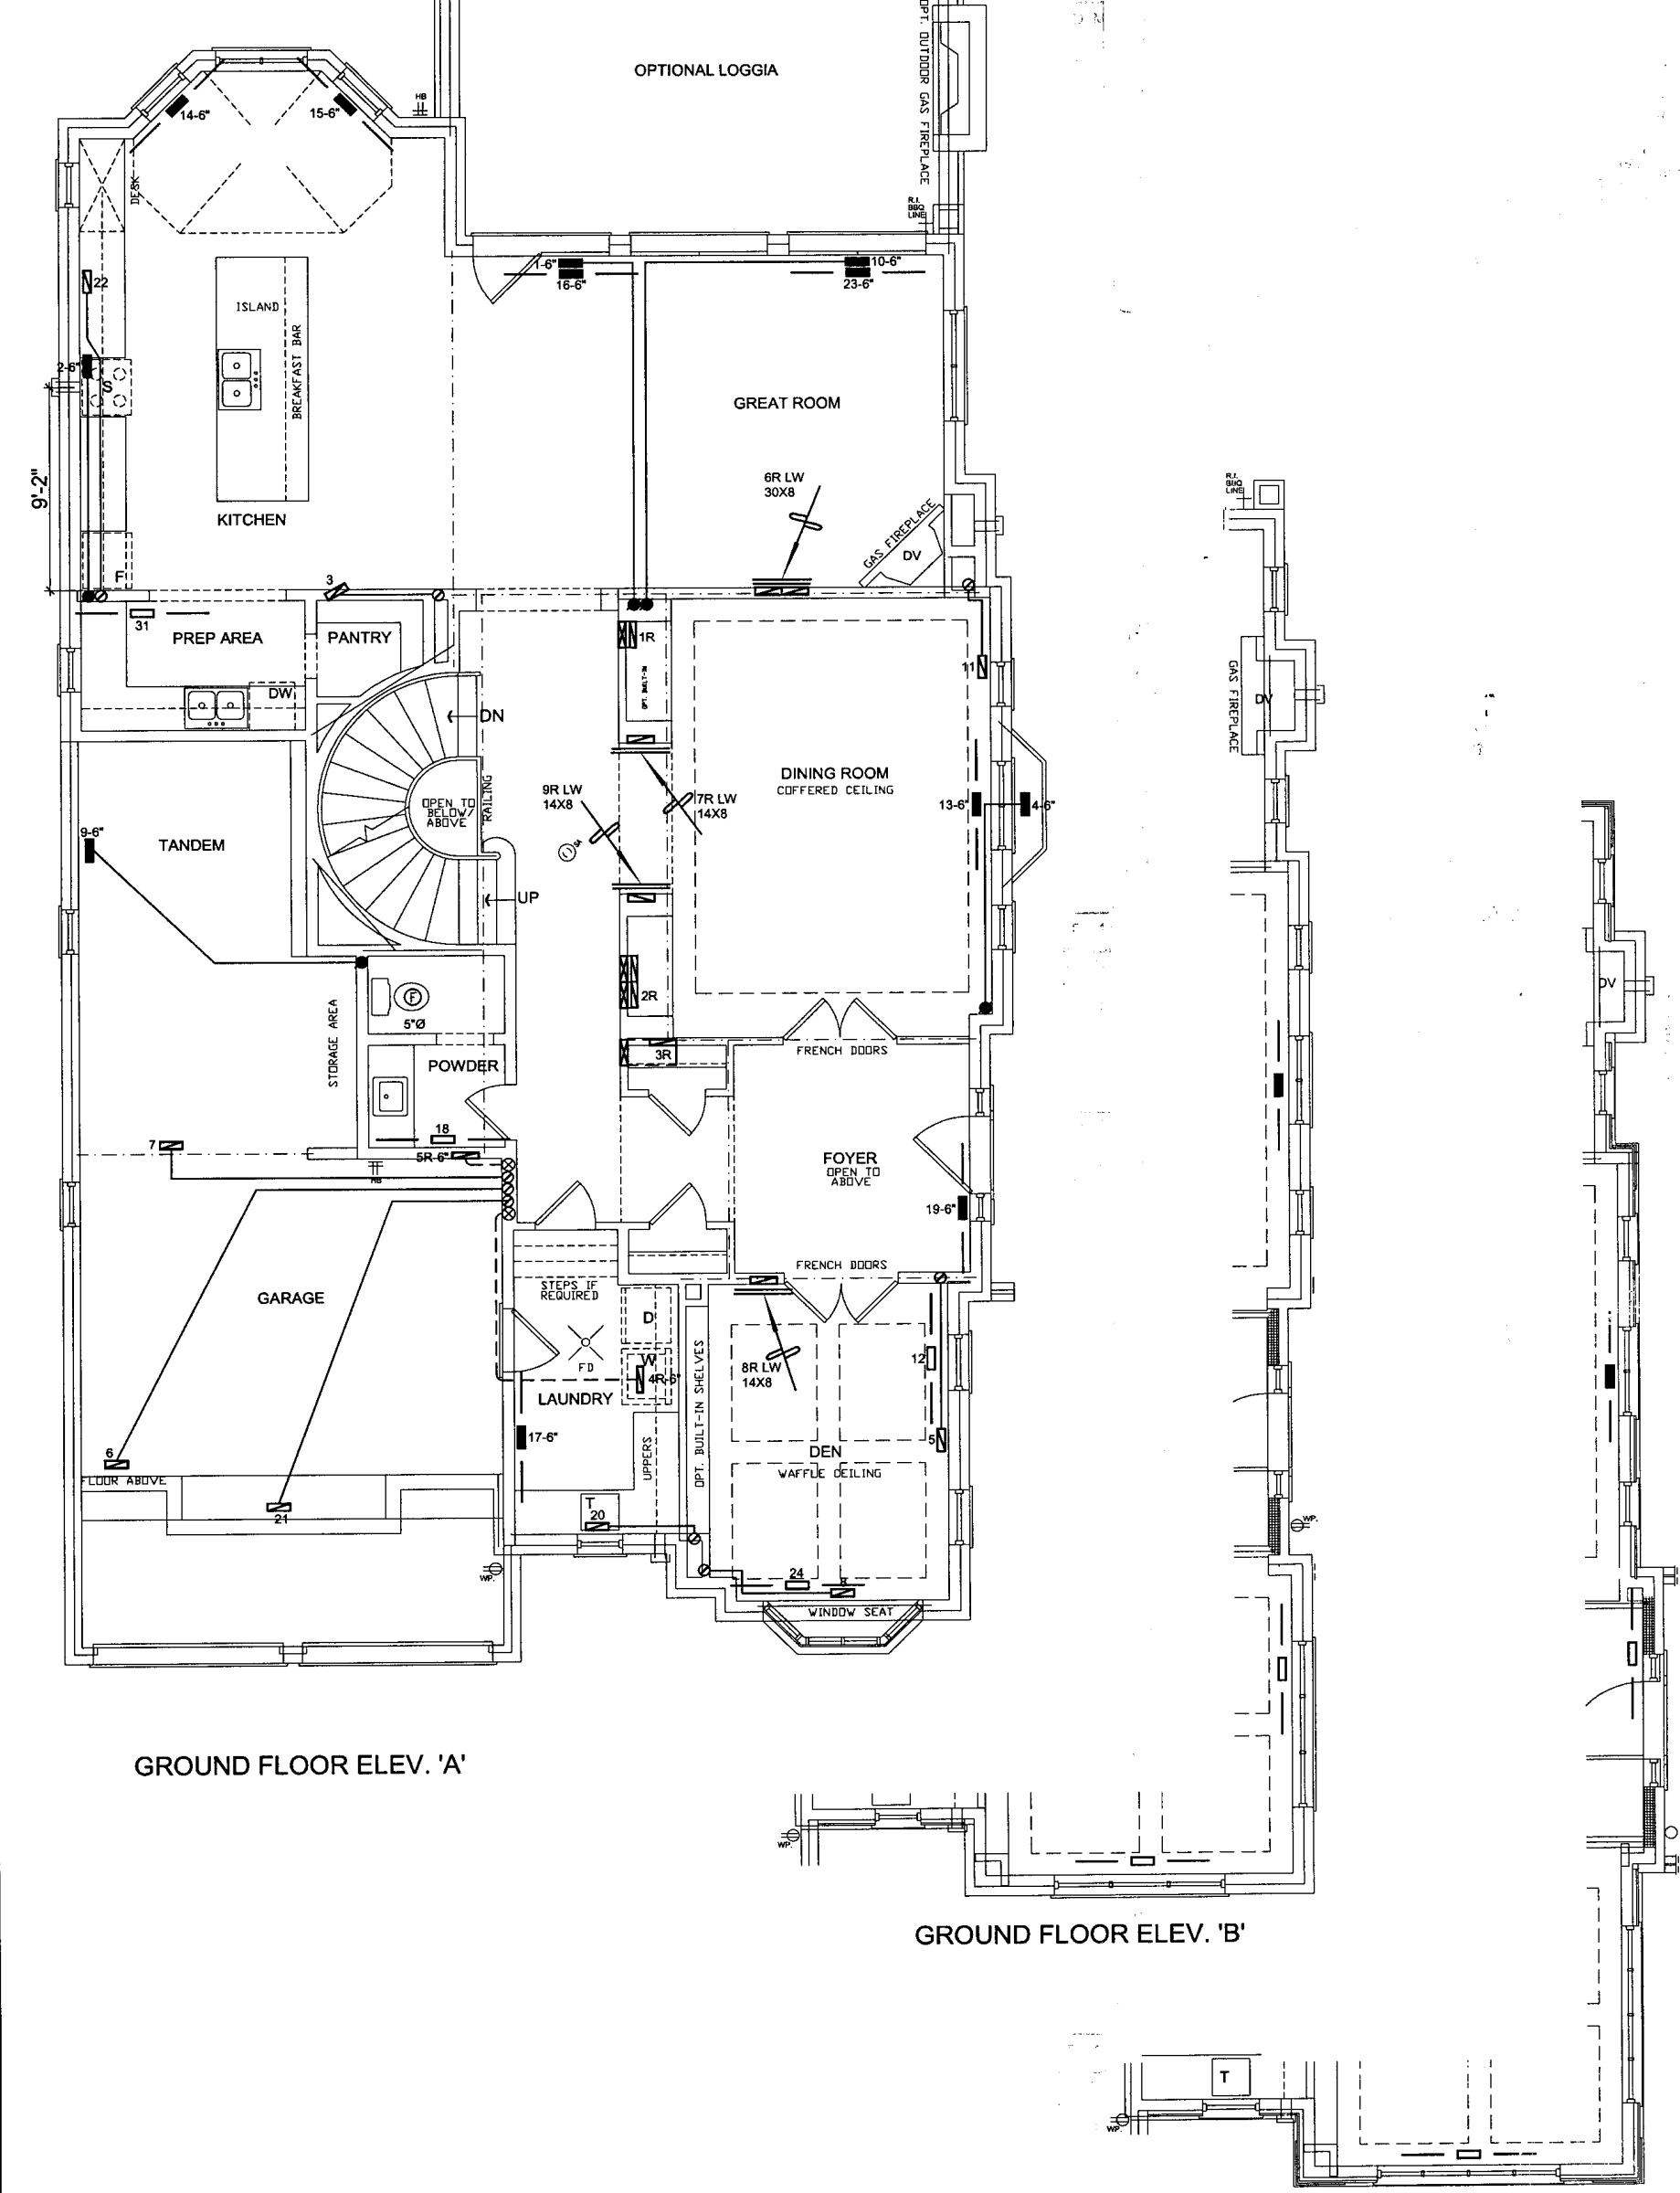 OPTIONAL LOGGIA
OPT. OUTDOOR GAS FIREPLACE
14-6"
15-6"
HB
DESK
R.I.
BBQ
LINE
22
1-6"
16-6"
10-6"
23-6"
ISLAND
BREAKFAST BAR
2-6"
S
GREAT ROOM
9'-2"
KITCHEN
6R LW
30X8
GAS FIREPLACE
DV
F
3
31
PREP AREA
PANTRY
1R
OPT. BUILT-IN
11
DW
DN
RAILING
OPEN TO
BELOW/
ABOVE
9R LW
14X8
7R LW
14X8
DINING ROOM
COFFERED CEILING
13-6"
4-6"
9-6"
TANDEM
UP
STORAGE AREA
F
5"Ø
2R
3R
FRENCH DOORS
POWDER
7
18
5R-6"
HB
FOYER
OPEN TO
ABOVE
19-6"
FRENCH DOORS
GARAGE
STEPS IF
REQUIRED
D
W
FD
4R-6"
LAUNDRY
17-6"
UPPERS
OPT. BUILT-IN SHELVES
8R LW
14X8
12
5
DEN
WAFFLE CEILING
6
FLOOR ABOVE
21
T
20
WP.
24
8
WINDOW SEAT
GROUND FLOOR ELEV. 'A'
R.I.
BBQ
LINE
GAS FIREPLACE
DV
WP.
WP.
GROUND FLOOR ELEV. 'B'
DV
T
WP.